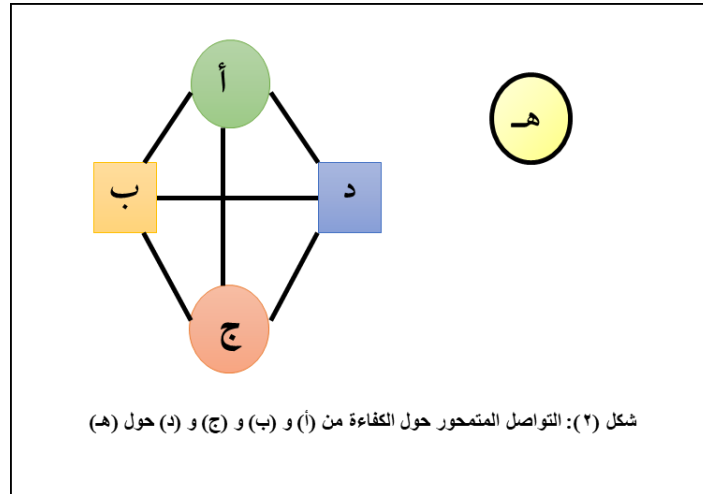 أ
هـ
ب
د
ج
شكل (٢): التواصل المتمحور حول الكفاءة من (أ) و (ب) و (ج) و (د) حول (هـ)